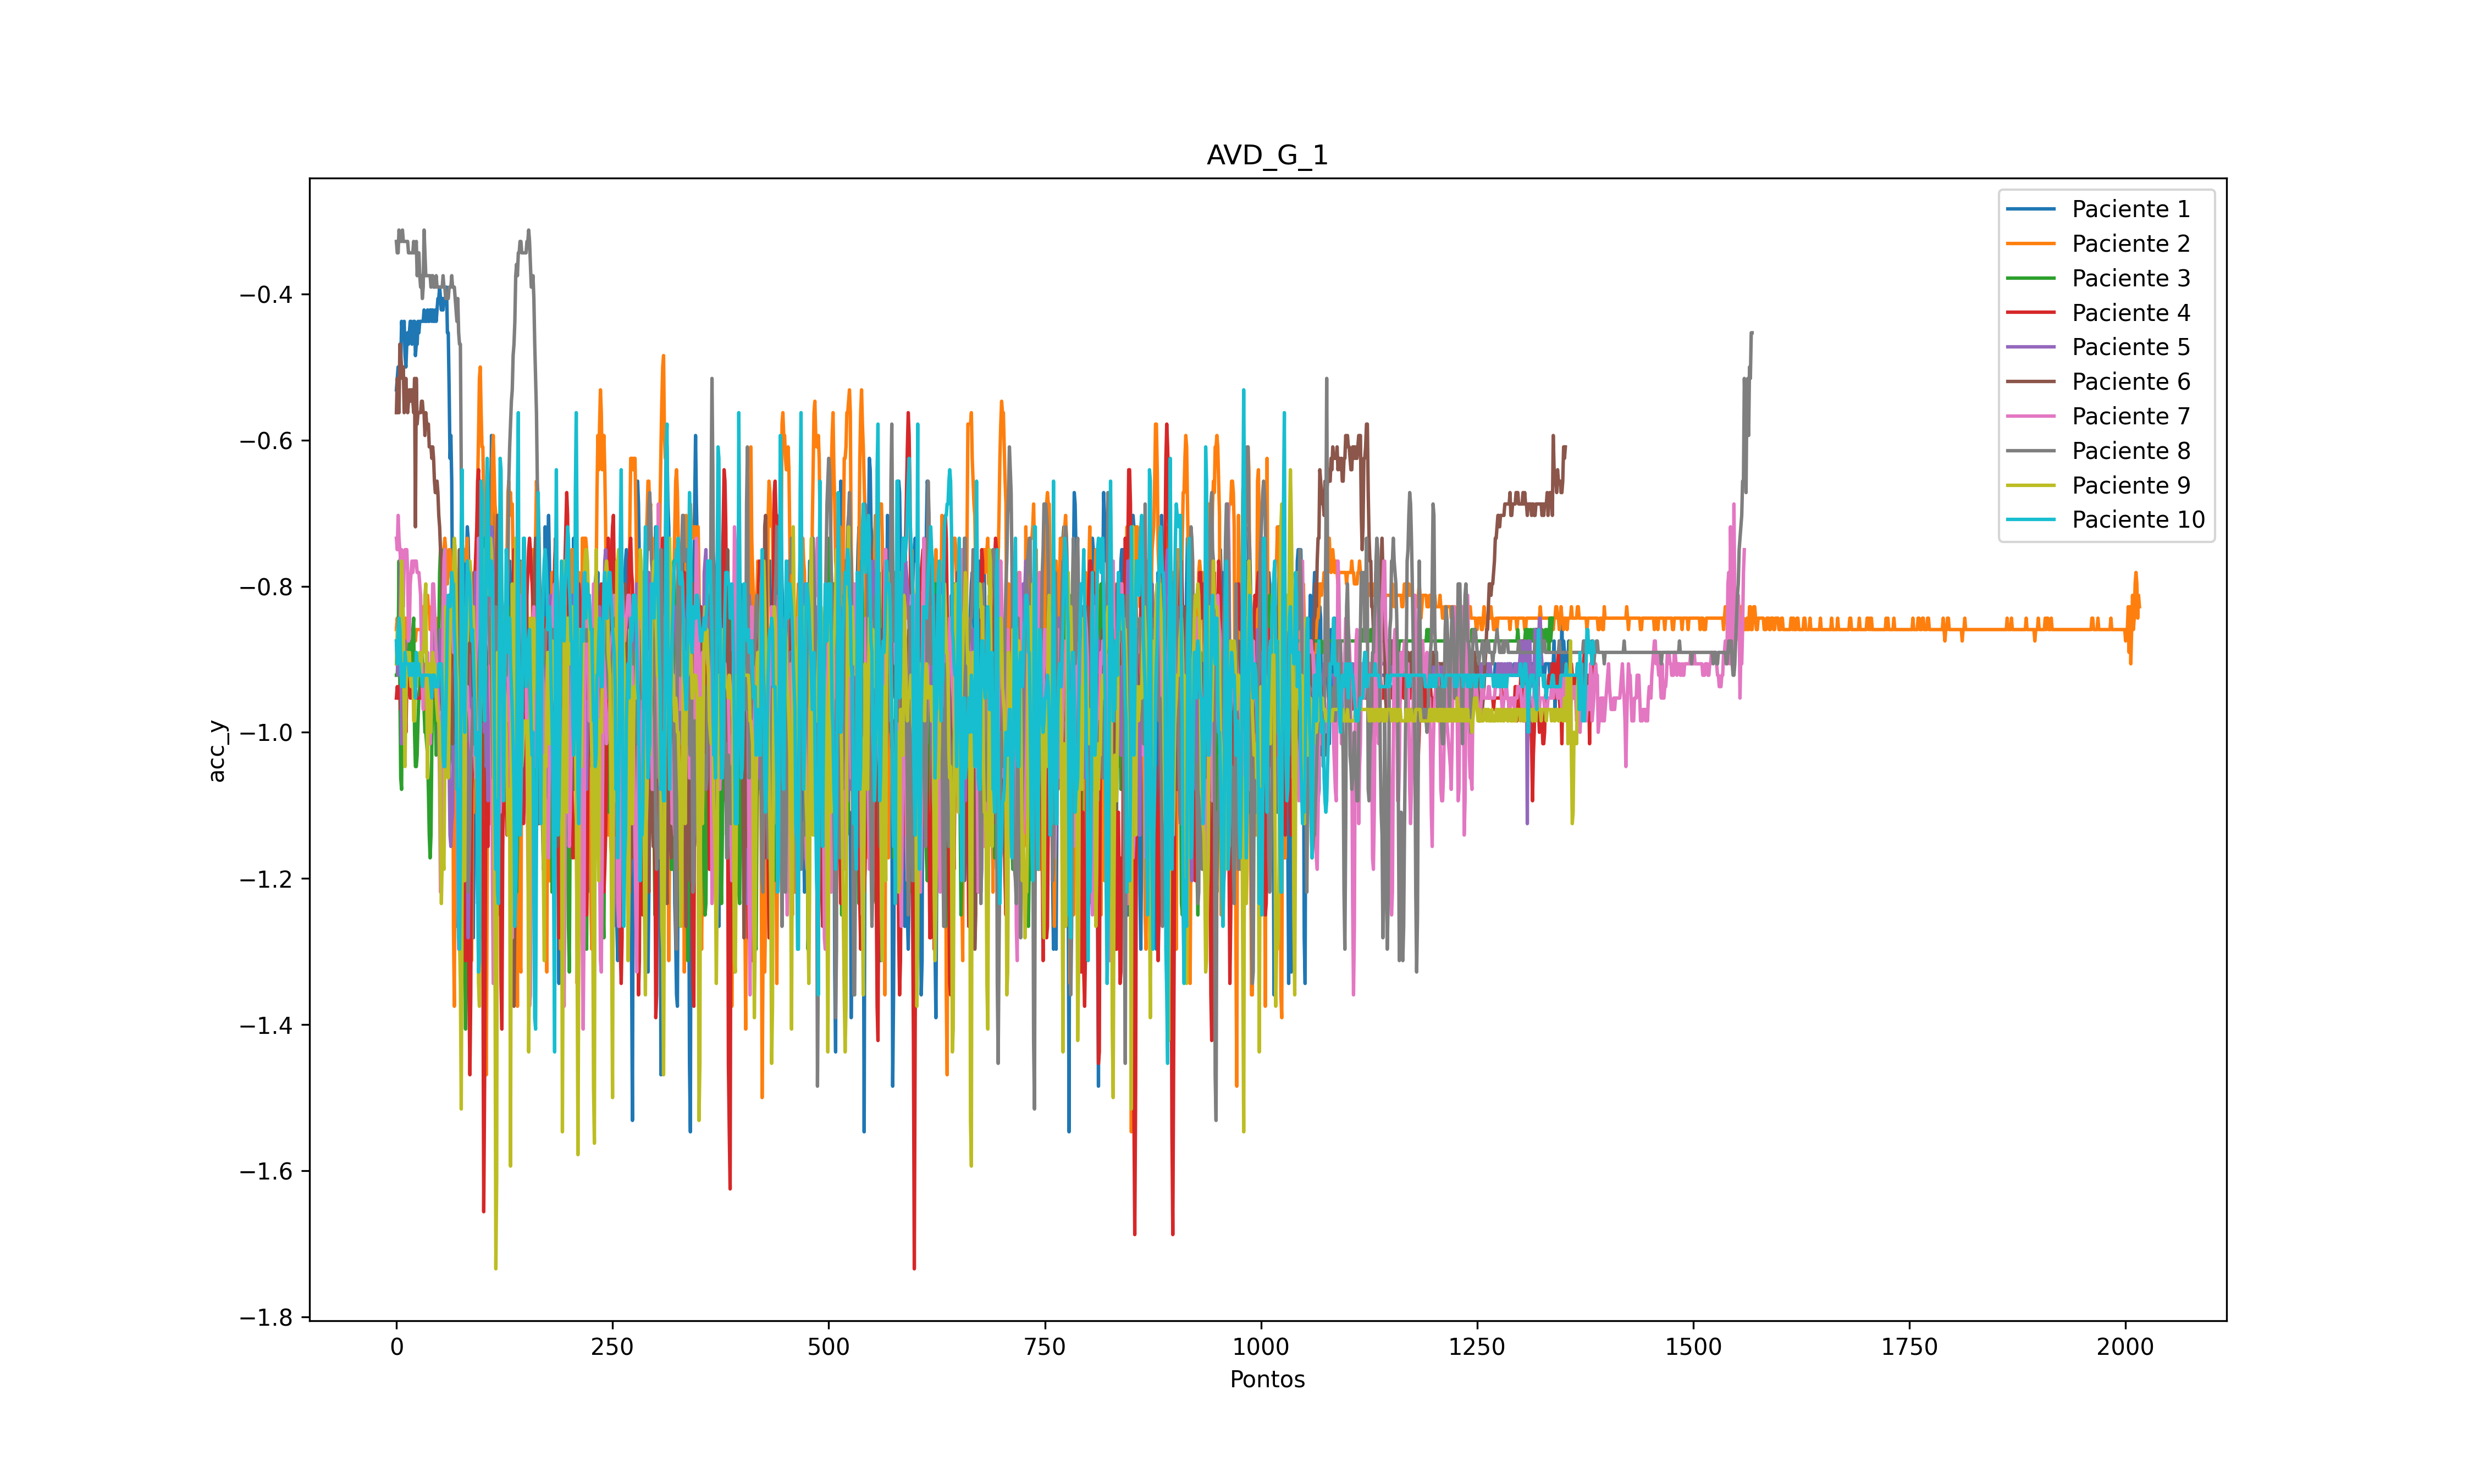 AVD_G_1
Paciente 1
Paciente 2
Paciente 3
Paciente 4
Paciente 5
Paciente 6
Paciente 7
Paciente 8
Paciente 9
Paciente 10
acc_y
−0.4
−0.6
−0.8
−1.0
−1.2
−1.4
−1.6
−1.8
0 250 500 750 1000 1250 1500 1750 2000
Pontos